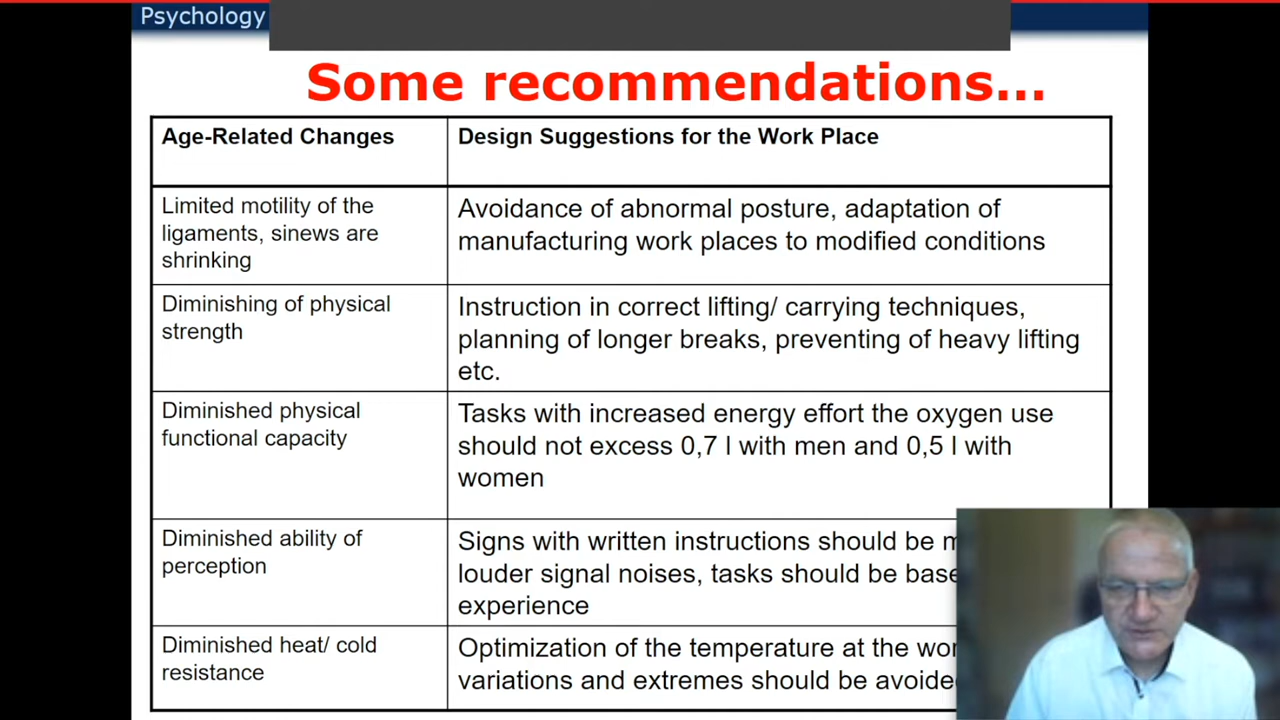 Psychology
Some recommendations...
Age-Related Changes
Design Suggestions for the Work Place
Limited motility of the
ligaments, sinews are
shrinking
Avoidance of abnormal posture, adaptation of
manufacturing work places to modified conditions
Diminishing of physical
strength
Instruction in correct lifting/ carrying techniques,
planning of longer breaks, preventing of heavy lifting
etc.
Diminished physical
functional capacity
Tasks with increased energy effort the oxygen use
should not excess 0,7 l with men and 0,5 l with
women
Diminished ability of
perception
Signs with written instructions should be
louder signal noises, tasks should be
experience
Diminished heat/ cold
resistance
Optimization of the temperature at the
variations and extremes should be